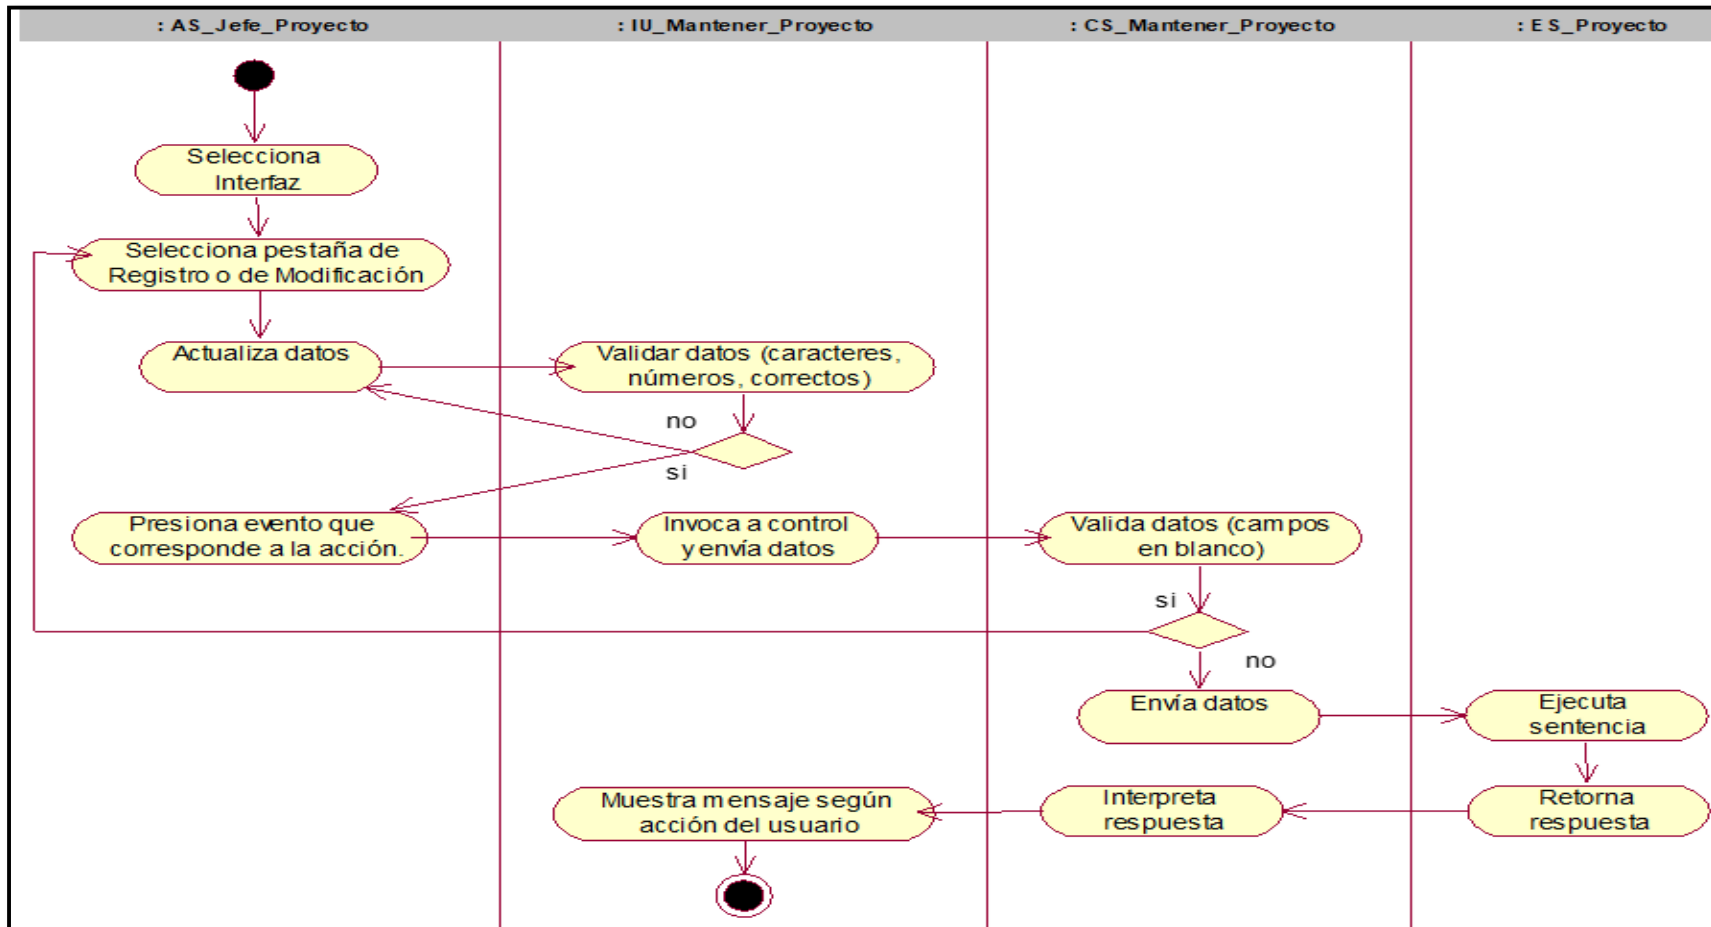 : AS_Jefe_Proyecto
: IU_Mantener_Proyecto
: CS_Mantener_Proyecto
: ES_Proyecto
Selecciona
Interfaz
Selecciona pestaña de
Registro o de Modificación
Actualiza datos
Validar datos (caracteres,
números, correctos)
no
si
Presiona evento que
corresponde a la acción.
Invoca a control
y envía datos
Valida datos (campos
en blanco)
si
no
Envía datos
Ejecuta
sentencia
Muestra mensaje según
acción del usuario
Interpreta
respuesta
Retorna
respuesta